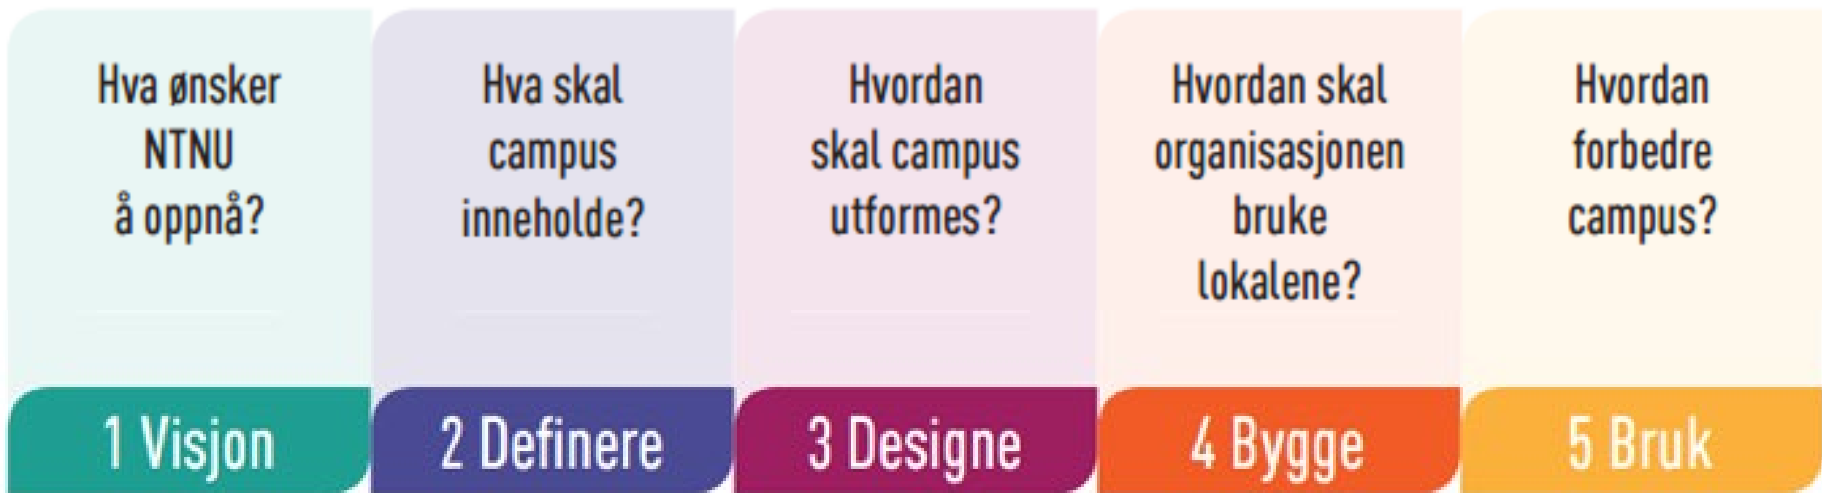 Hva ønsker
NTNU
å oppnå?
1 Visjon
Hva skal
campus
inneholde?
2 Definere
Hvordan
skal campus
utformes?
3 Designe
Hvordan skal
organisasjonen
bruke
lokalene?
4 Bygge
Hvordan
forbedre
campus?
5 Bruk